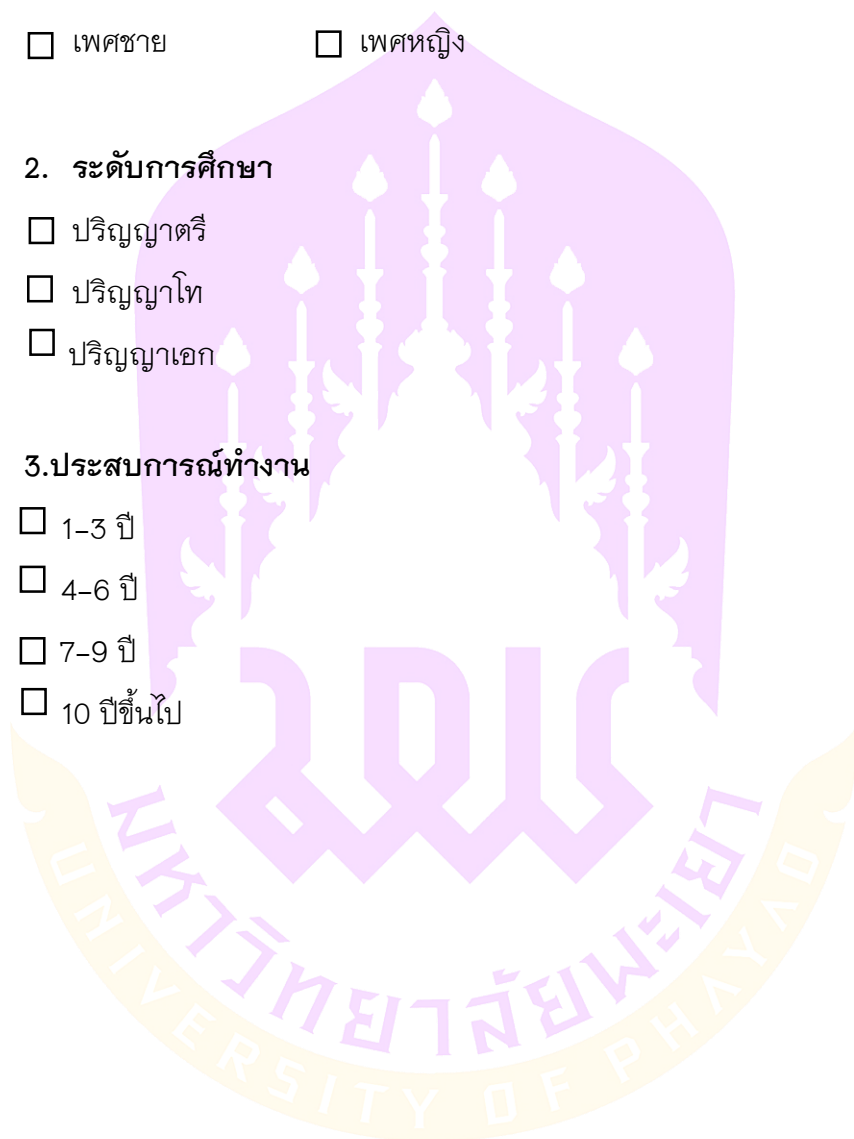 ☐ เพศชาย ☐ เพศหญิง
2. ระดับการศึกษา
☐ ปริญญาตรี
☐ ปริญญาโท
☐ ปริญญาเอก
3.ประสบการณ์ทำงาน
☐ 1–3 ปี
☐ 4–6 ปี
☐ 7–9 ปี
☐ 10 ปีขึ้นไป
มหาวิทยาลัยพะเยา
UNIVERSITY OF PHAYAO